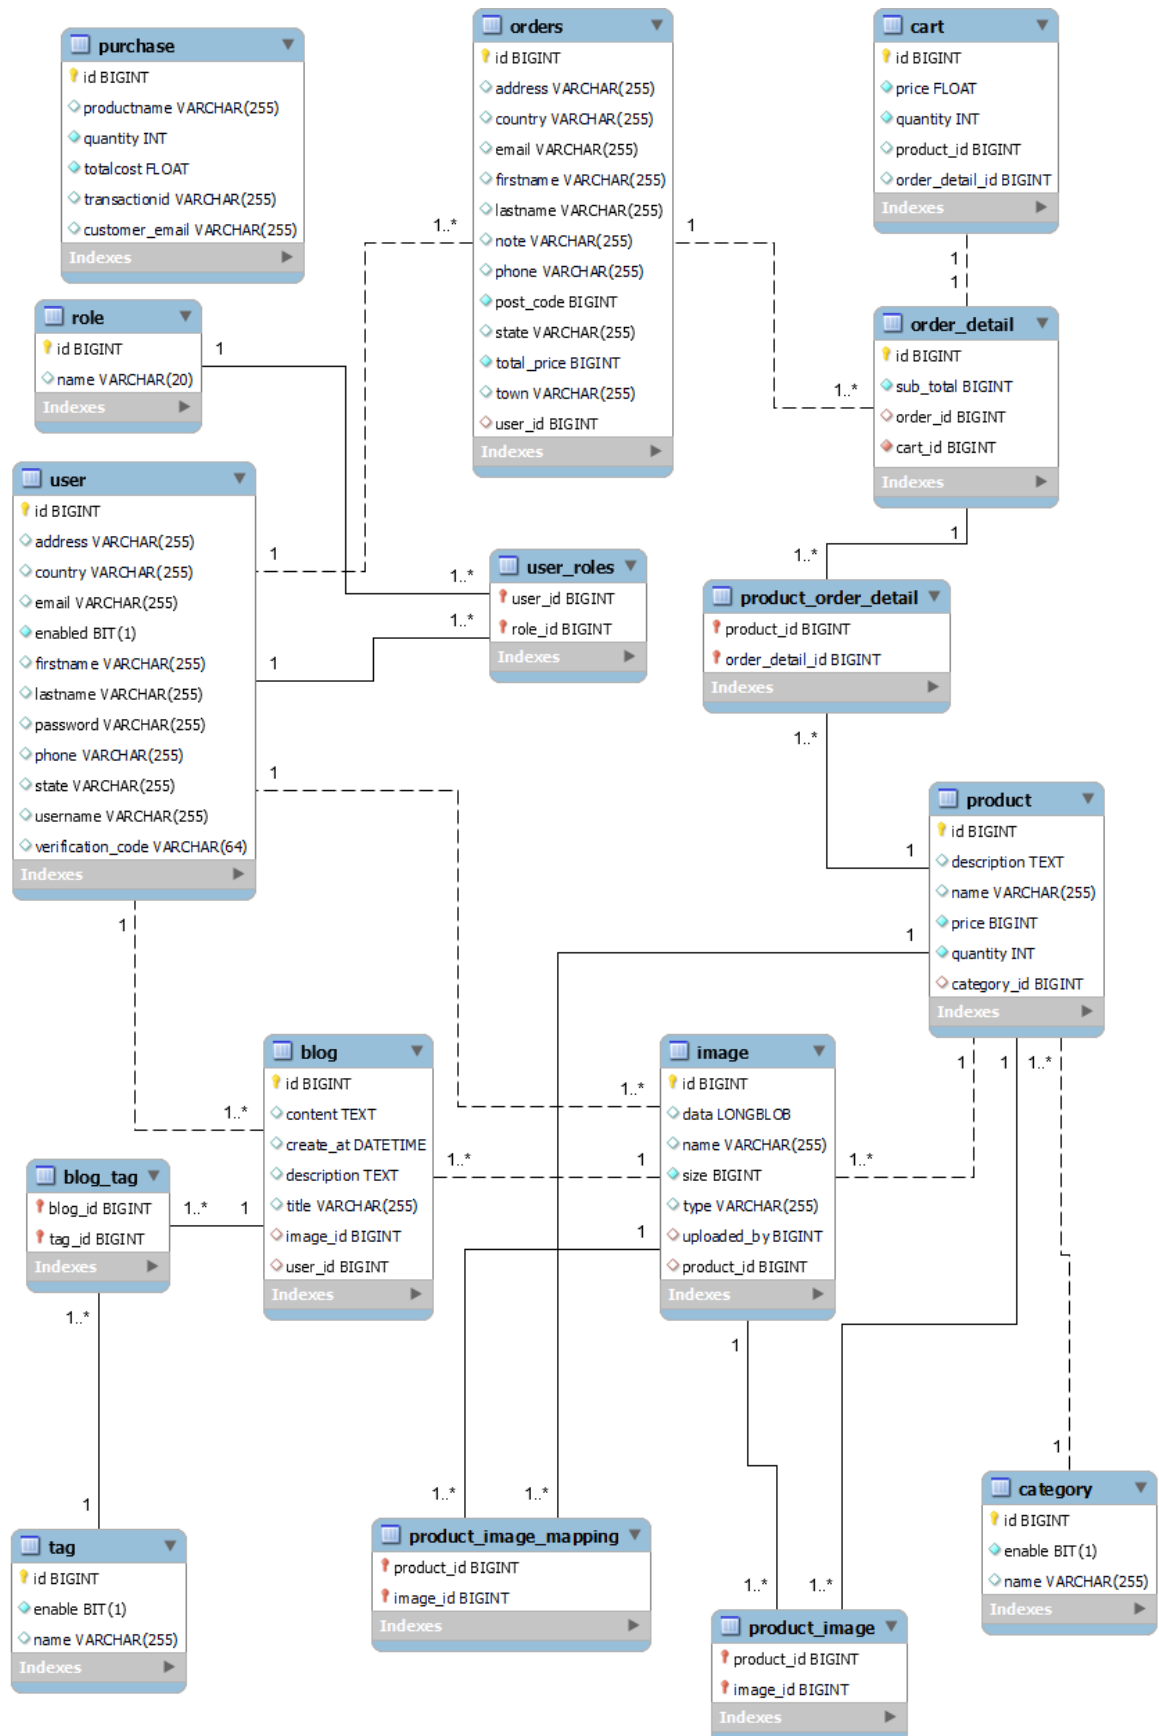 purchase
id BIGINT
productname VARCHAR(255)
quantity INT
totalcost FLOAT
transactionid VARCHAR(255)
customer_email VARCHAR(255)
Indexes
orders
id BIGINT
address VARCHAR(255)
country VARCHAR(255)
email VARCHAR(255)
firstname VARCHAR(255)
lastname VARCHAR(255)
note VARCHAR(255)
phone VARCHAR(255)
post_code BIGINT
state VARCHAR(255)
total_price BIGINT
town VARCHAR(255)
user_id BIGINT
Indexes
cart
id BIGINT
price FLOAT
quantity INT
product_id BIGINT
order_detail_id BIGINT
Indexes
1..*
1
1
1
role
id BIGINT
name VARCHAR(20)
Indexes
1
order_detail
id BIGINT
sub_total BIGINT
order_id BIGINT
cart_id BIGINT
Indexes
1..*
user
id BIGINT
address VARCHAR(255)
country VARCHAR(255)
email VARCHAR(255)
enabled BIT(1)
firstname VARCHAR(255)
lastname VARCHAR(255)
password VARCHAR(255)
phone VARCHAR(255)
state VARCHAR(255)
username VARCHAR(255)
verification_code VARCHAR(64)
Indexes
1
1..*
1..*
1
1
user_roles
user_id BIGINT
role_id BIGINT
Indexes
1
1..*
product_order_detail
product_id BIGINT
order_detail_id BIGINT
Indexes
1..*
1
product
id BIGINT
description TEXT
name VARCHAR(255)
price BIGINT
quantity INT
category_id BIGINT
Indexes
1
1
1..*
blog
id BIGINT
content TEXT
create_at DATETIME
description TEXT
title VARCHAR(255)
image_id BIGINT
user_id BIGINT
Indexes
1..*
1..*
1
1
image
id BIGINT
data LONGBLOB
name VARCHAR(255)
size BIGINT
type VARCHAR(255)
uploaded_by BIGINT
product_id BIGINT
Indexes
1
1
1..*
1..*
blog_tag
blog_id BIGINT
tag_id BIGINT
Indexes
1..*
1
1..*
1
1
1
tag
id BIGINT
enable BIT(1)
name VARCHAR(255)
Indexes
1..*
1..*
product_image_mapping
product_id BIGINT
image_id BIGINT
Indexes
category
id BIGINT
enable BIT(1)
name VARCHAR(255)
Indexes
1..*
1..*
product_image
product_id BIGINT
image_id BIGINT
Indexes